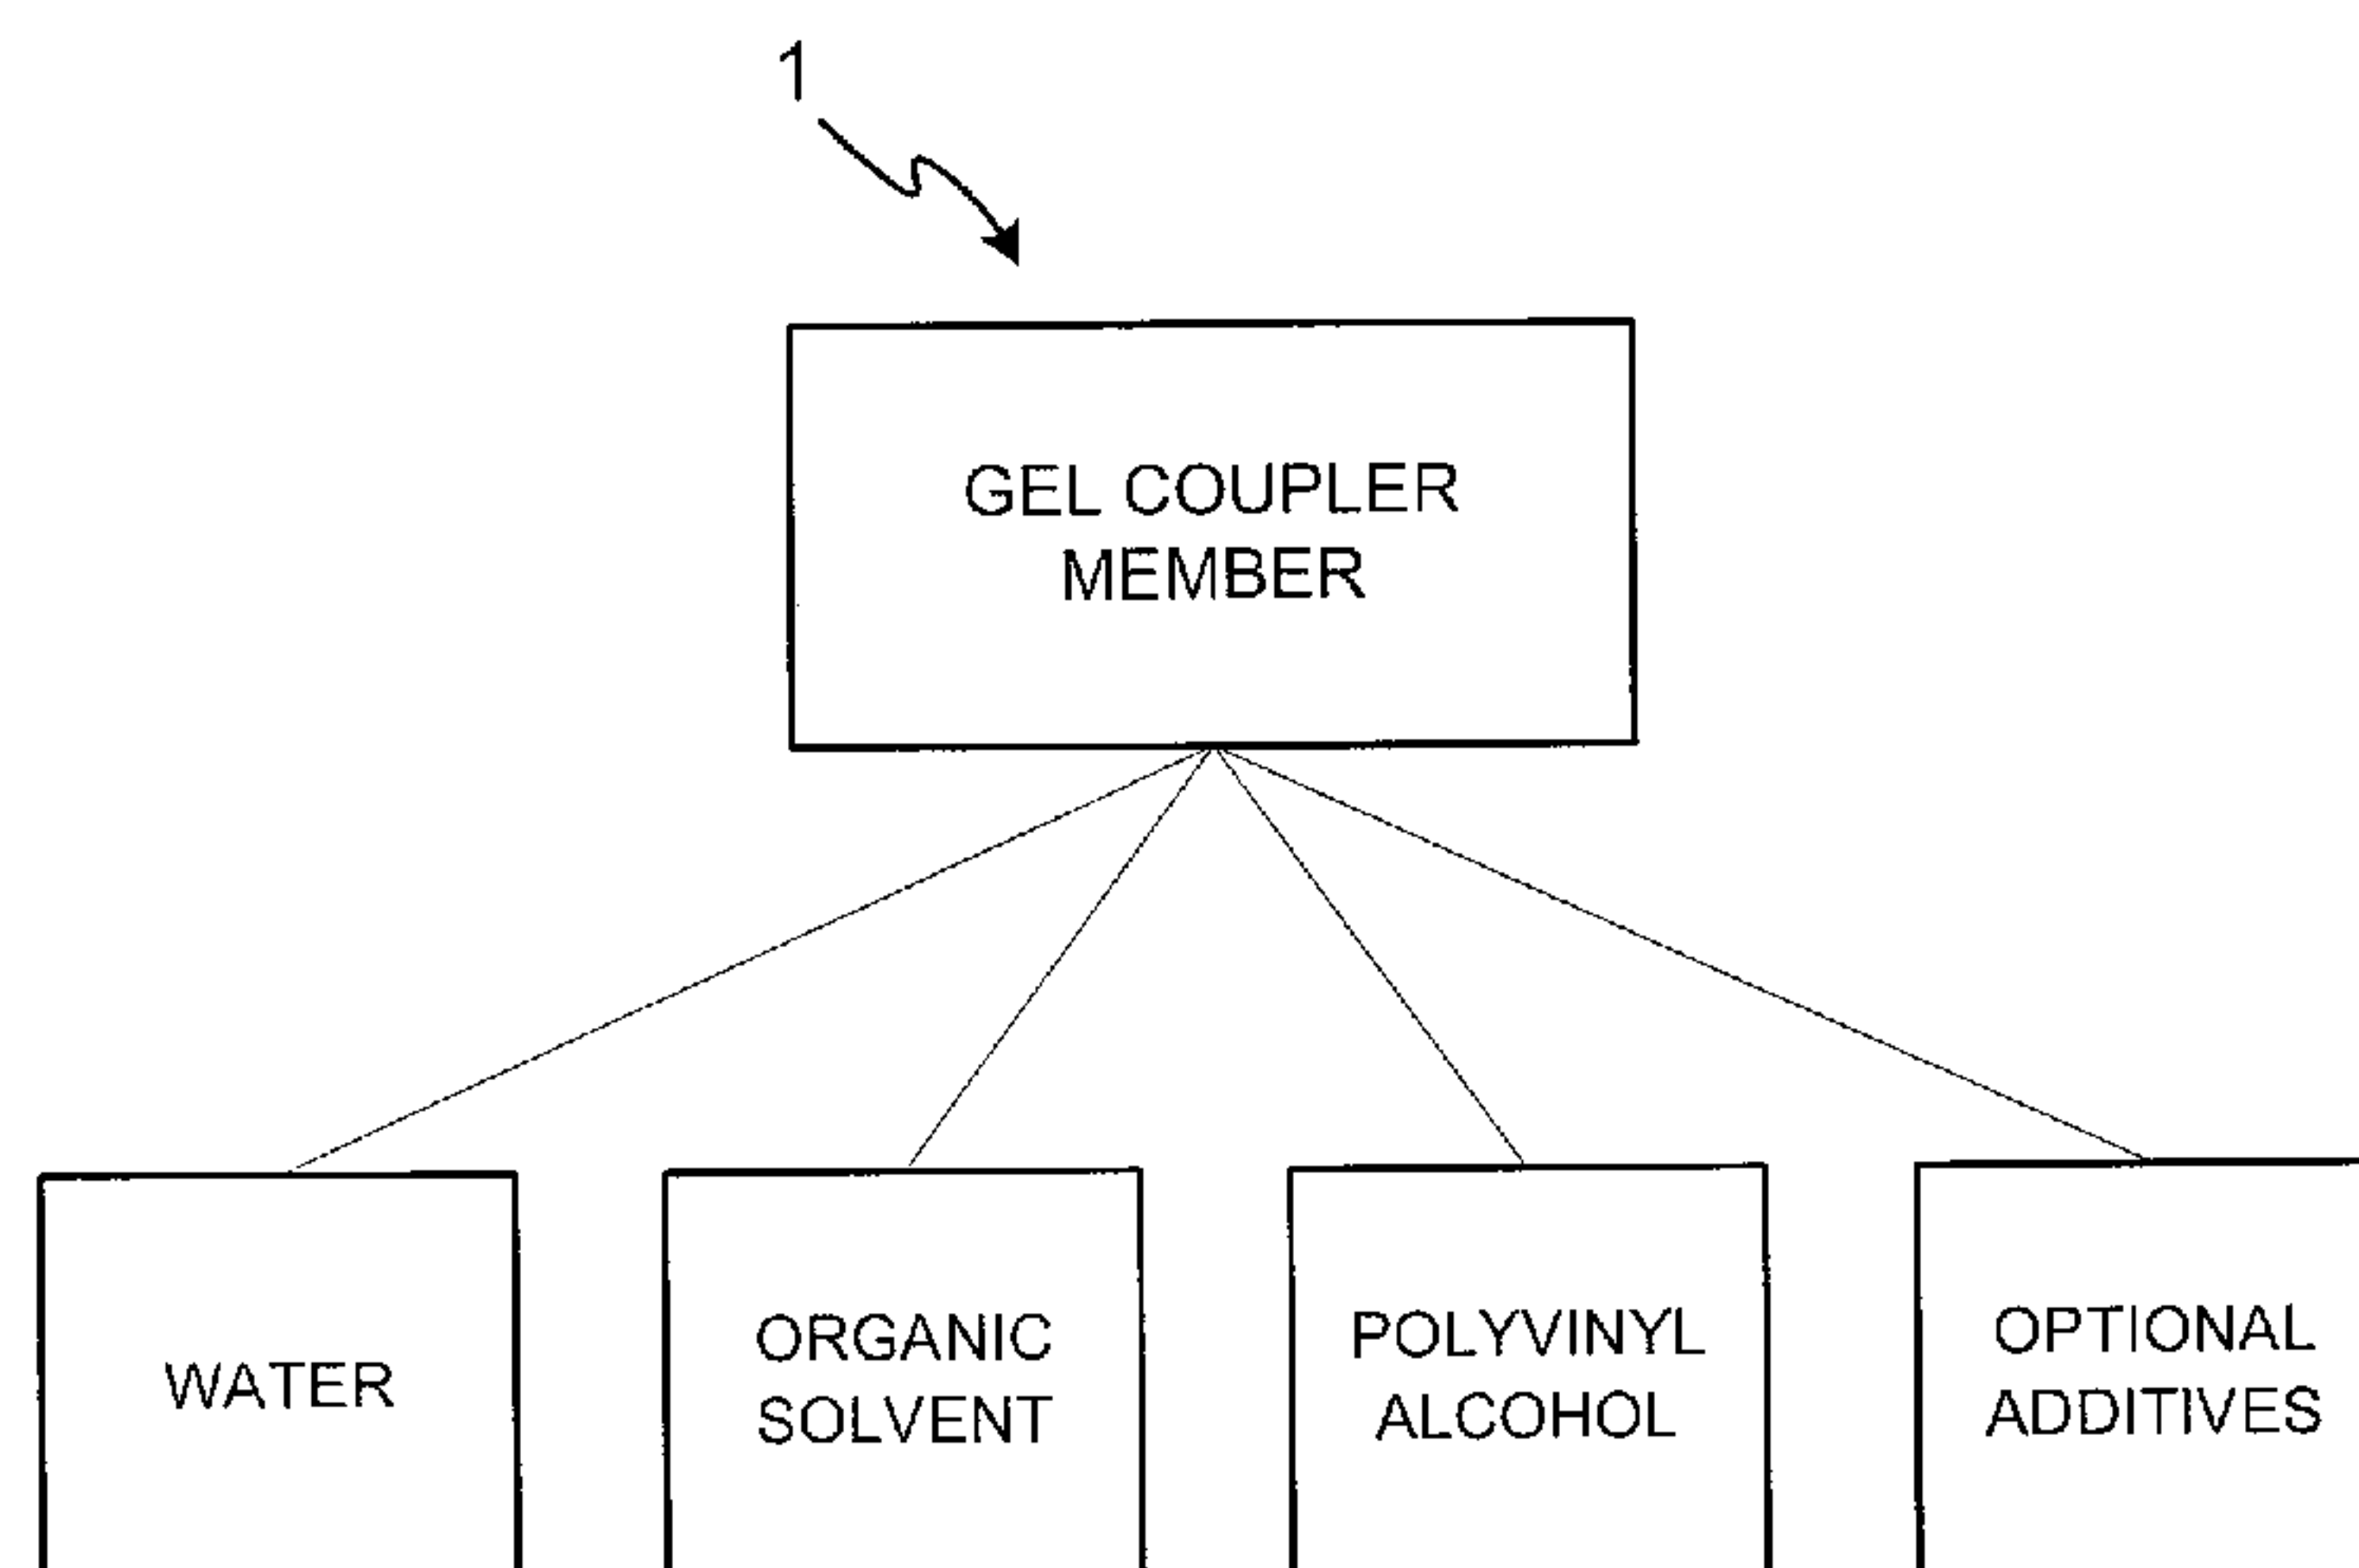 1
GEL COUPLER
MEMBER
WATER
ORGANIC
SOLVENT
POLYVINYL
ALCOHOL
OPTIONAL
ADDITIVES